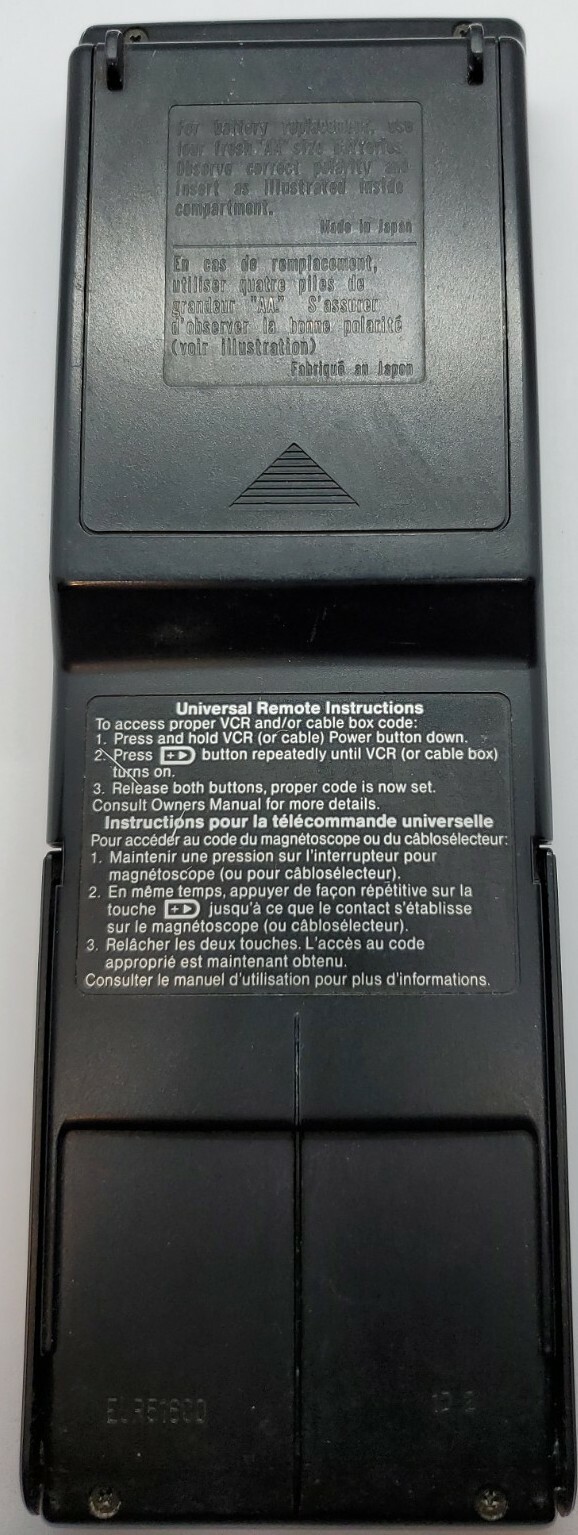 For battery replacement, use
four fresh "AA" size batteries.
Observe correct polarity and
insert as illustrated inside
compartment.
Made in Japan
En cas de remplacement,
utiliser quatre piles de
grandeur "AA." S'assurer
d'observer la bonne polarité
(voir illustration)
Fabriqué au Japon
Universal Remote Instructions
To access proper VCR and/or cable box code:
1. Press and hold VCR (or cable) Power button down.
2. Press + button repeatedly until VCR (or cable box)
turns on.
3. Release both buttons, proper code is now set.
Consult Owners Manual for more details.
Instructions pour la télécommande universelle
Pour accéder au code du magnétoscope ou du câblosélecteur:
1. Maintenir une pression sur l'interrupteur pour
magnétoscope (ou pour câblosélecteur).
2. En même temps, appuyer de façon répétitive sur la
touche + jusqu'à ce que le contact s'établisse
sur le magnétoscope (ou câblosélecteur).
3. Relâcher les deux touches. L'accès au code
approprié est maintenant obtenu.
Consulter le manuel d'utilisation pour plus d'informations.